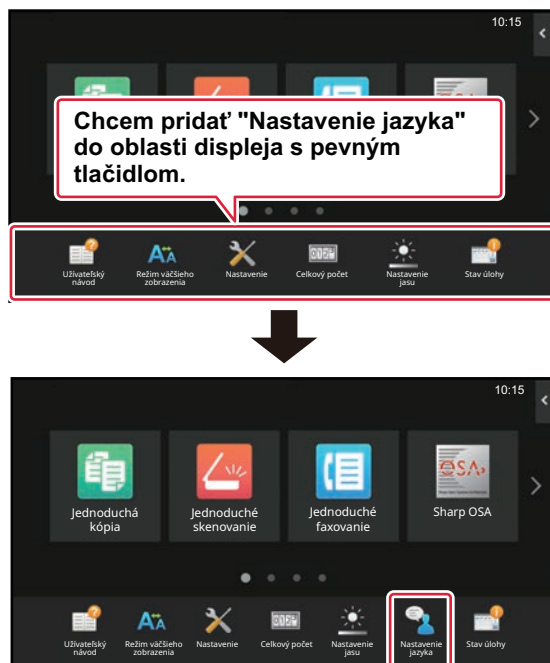 10:15
Chcem pridať "Nastavenie jazyka"
do oblasti displeja s pevným
tlačidlom.
Užívateľský
návod
Režim väčšieho
zobrazenia
Nastavenie
Celkový počet
Nastavenie
jasu
Stav úlohy
10:15
Jednoduchá
kópia
Jednoduché
skenovanie
Jednoduché
faxovanie
OSA
Sharp OSA
Užívateľský
návod
Režim väčšieho
zobrazenia
Nastavenie
Celkový počet
Nastavenie
jasu
Nastavenie
jazyka
Stav úlohy